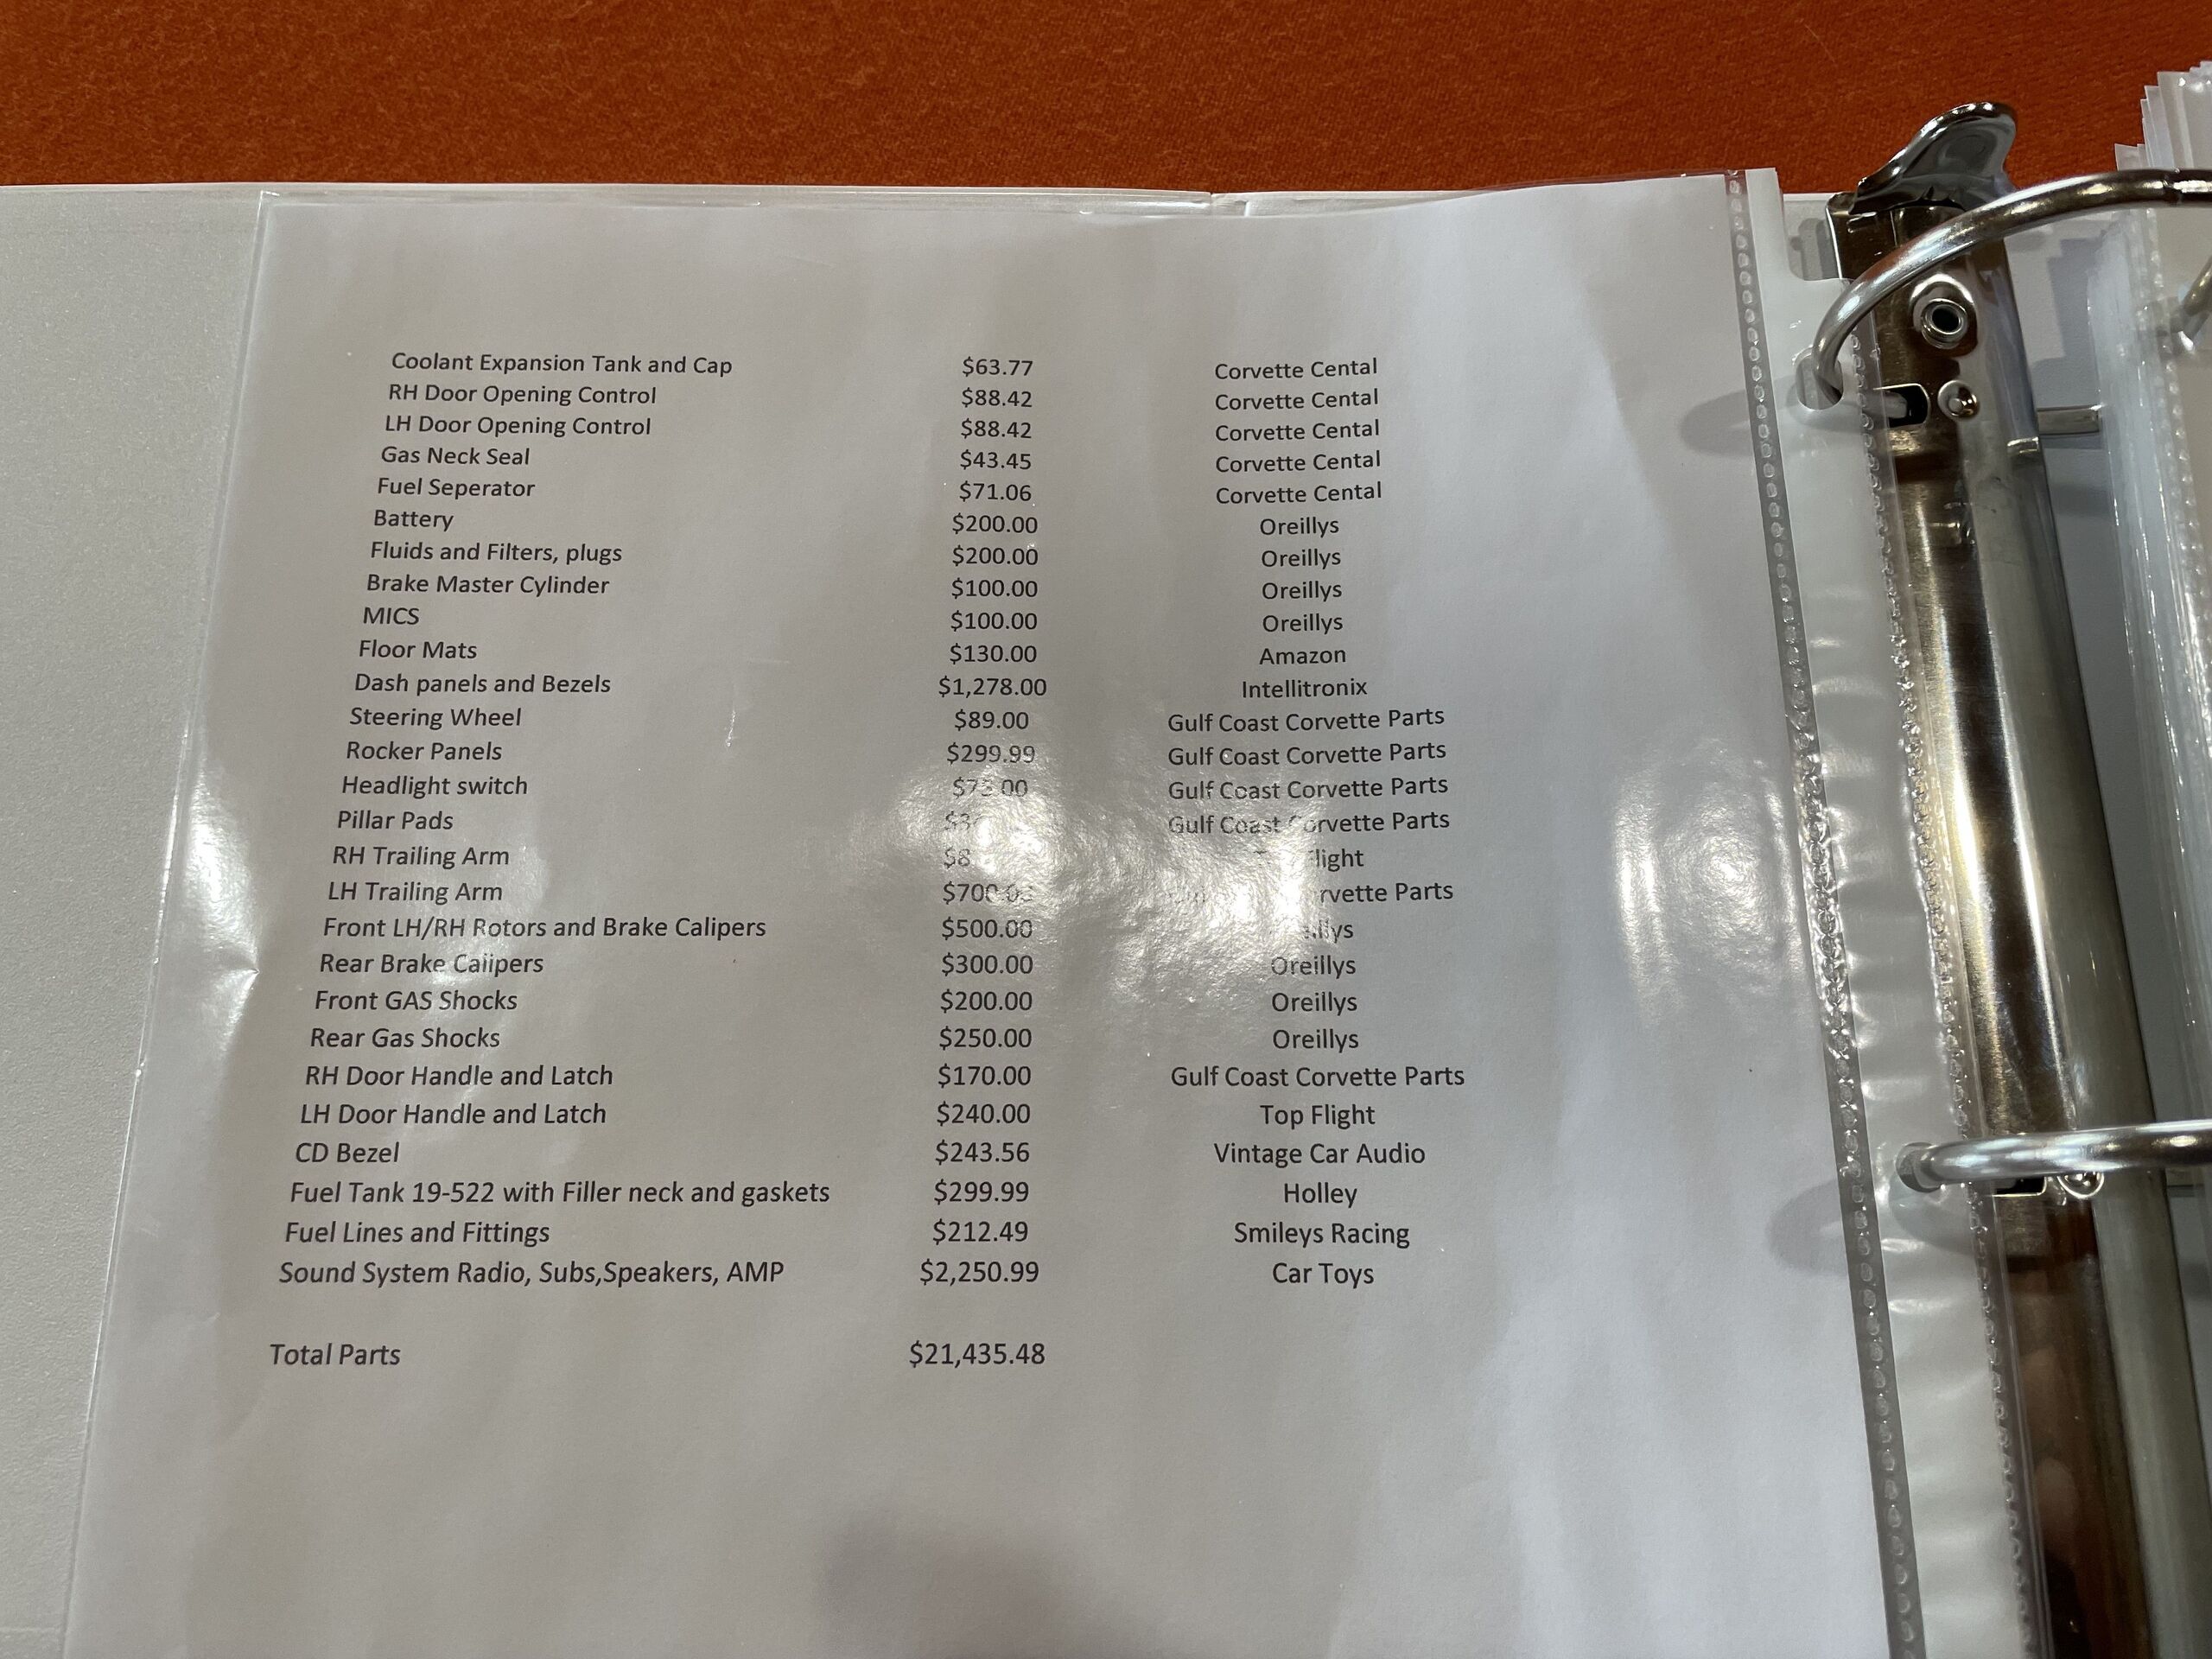 Coolant Expansion Tank and Cap $63.77 Corvette Cental
RH Door Opening Control $88.42 Corvette Cental
LH Door Opening Control $88.42 Corvette Cental
Gas Neck Seal $43.45 Corvette Cental
Fuel Seperator $71.06 Corvette Cental
Battery $200.00 Oreillys
Fluids and Filters, plugs $200.00 Oreillys
Brake Master Cylinder $100.00 Oreillys
MICS $100.00 Oreillys
Floor Mats $130.00 Amazon
Dash panels and Bezels $1,278.00 Intellitronix
Steering Wheel $89.00 Gulf Coast Corvette Parts
Rocker Panels $299.99 Gulf Coast Corvette Parts
Headlight switch Gulf Coast Corvette Parts
Pillar Pads Gulf Coast Corvette Parts
RH Trailing Arm Flight
LH Trailing Arm $700.00 Corvette Parts
Front LH/RH Rotors and Brake Calipers $500.00
Rear Brake Calipers $300.00 Oreillys
Front GAS Shocks $200.00 Oreillys
Rear Gas Shocks $250.00 Oreillys
RH Door Handle and Latch $170.00 Gulf Coast Corvette Parts
LH Door Handle and Latch $240.00 Top Flight
CD Bezel $243.56 Vintage Car Audio
Fuel Tank 19-522 with Filler neck and gaskets $299.99 Holley
Fuel Lines and Fittings $212.49 Smileys Racing
Sound System Radio, Subs,Speakers, AMP $2,250.99 Car Toys
Total Parts $21,435.48